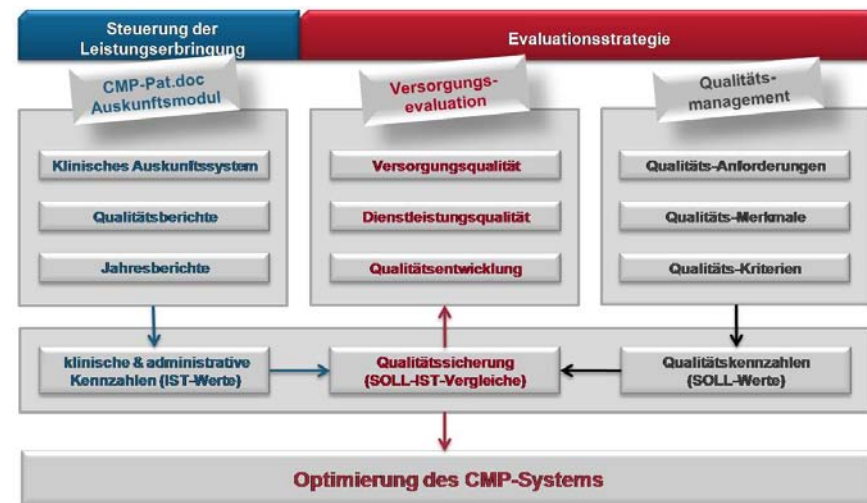 Steuerung der
Leistungserbringung
Evaluationsstrategie
CMP-Pat.doc
Auskunftsmodul
Versorgungs-
evaluation
Qualitäts-
management
Klinisches Auskunftssystem
Qualitätsberichte
Jahresberichte
Versorgungsqualität
Dienstleistungsqualität
Qualitätsentwicklung
Qualitäts-Anforderungen
Qualitäts-Merkmale
Qualitäts-Kriterien
klinische & administrative
Kennzahlen (IST-Werte)
Qualitätssicherung
(SOLL-IST-Vergleiche)
Qualitätskennzahlen
(SOLL-Werte)
Optimierung des CMP-Systems